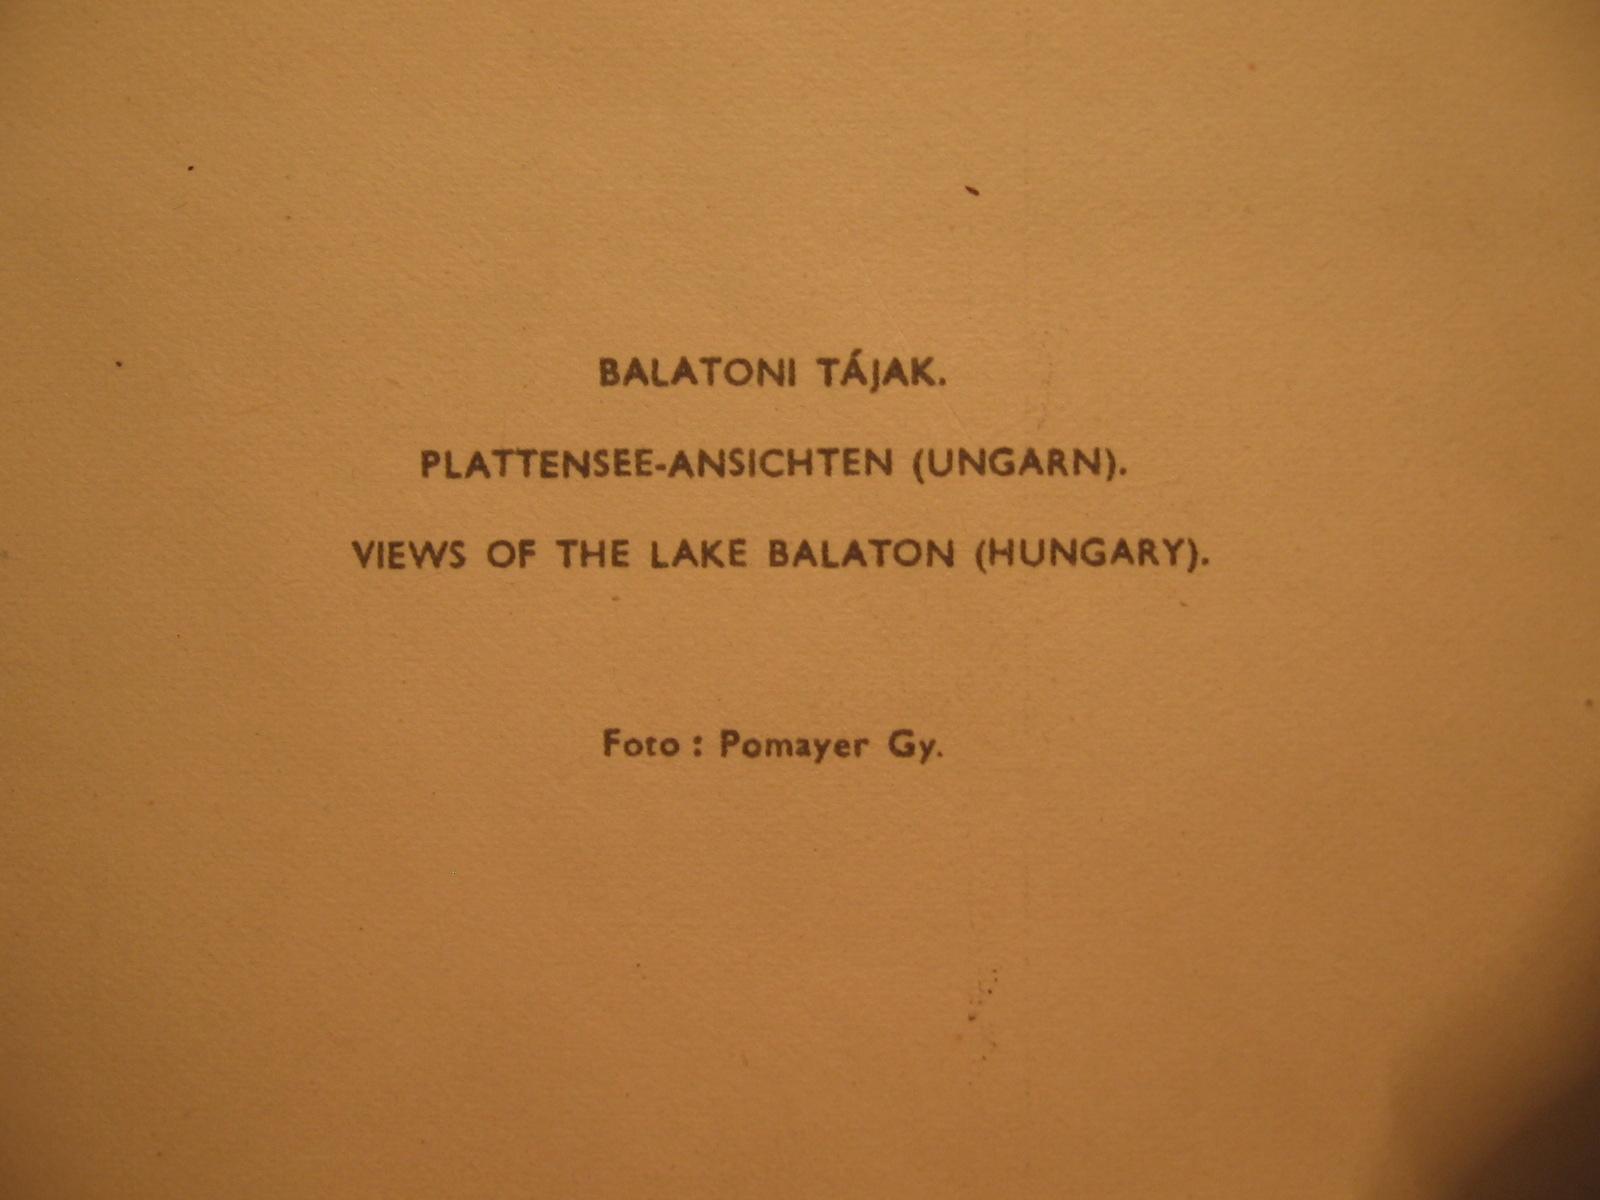 BALATONI TÁJAK.
PLATTENSEE-ANSICHTEN (UNGARN).
VIEWS OF THE LAKE BALATON (HUNGARY).
Foto : Pomayer Gy.